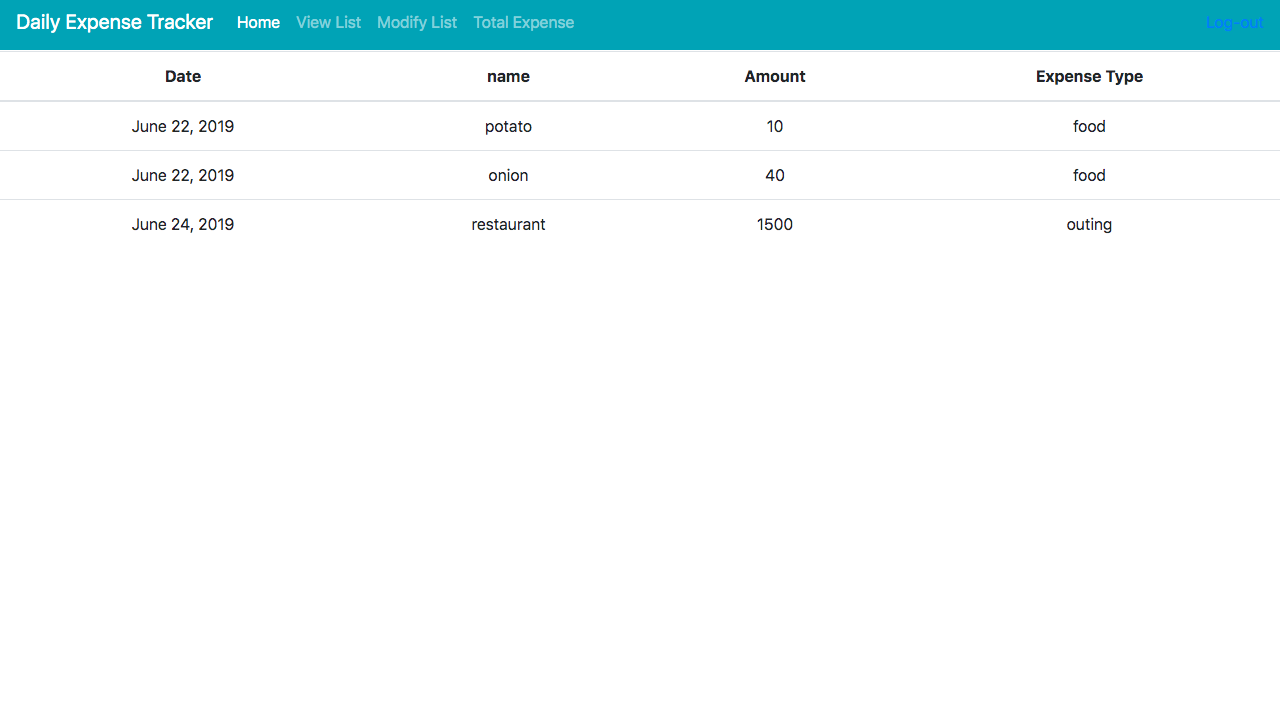 Daily Expense Tracker Home View List Modify List Total Expense Log-out
Date name Amount Expense Type
June 22, 2019 potato 10 food
June 22, 2019 onion 40 food
June 24, 2019 restaurant 1500 outing